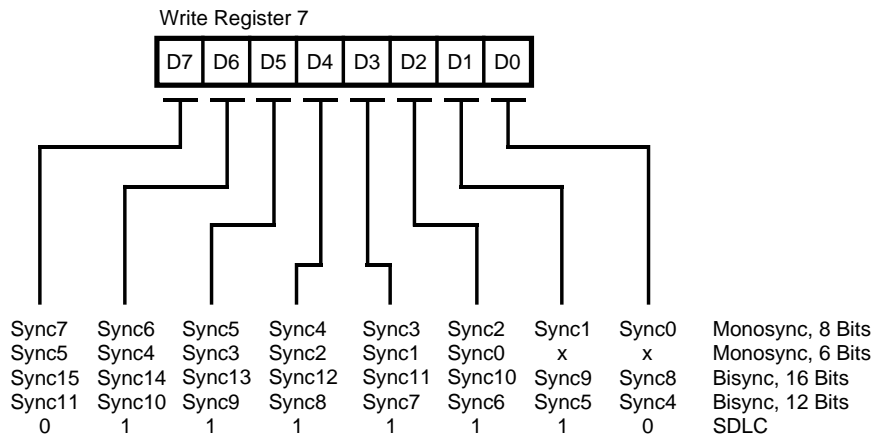 Write Register 7
D7 D6 D5 D4 D3 D2 D1 D0
Sync7 Sync6 Sync5 Sync4 Sync3 Sync2 Sync1 Sync0 Monosync, 8 Bits
Sync5 Sync4 Sync3 Sync2 Sync1 Sync0 x x Monosync, 6 Bits
Sync15 Sync14 Sync13 Sync12 Sync11 Sync10 Sync9 Sync8 Bisync, 16 Bits
Sync11 Sync10 Sync9 Sync8 Sync7 Sync6 Sync5 Sync4 Bisync, 12 Bits
0 1 1 1 1 1 1 0 SDLC